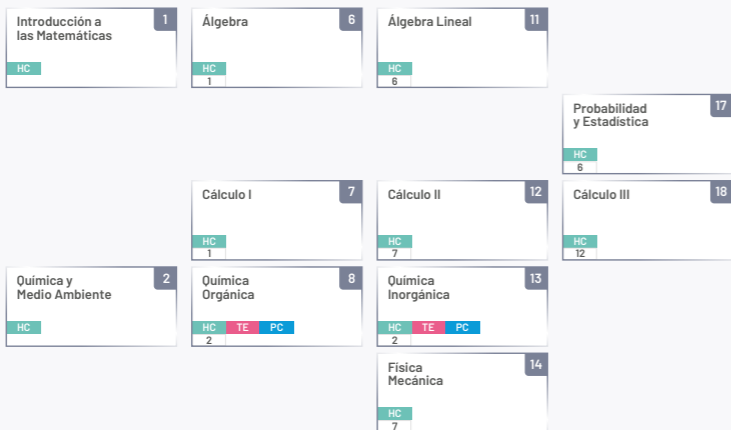 Introducción a
las Matemáticas
1
HC
Álgebra
6
HC
1
Álgebra Lineal
11
HC
6
Probabilidad
y Estadística
17
HC
6
Cálculo I
7
HC
1
Cálculo II
12
HC
7
Cálculo III
18
HC
12
Química y
Medio Ambiente
2
HC
Química
Orgánica
8
HC TE PC
2
Química
Inorgánica
13
HC TE PC
2
Física
Mecánica
14
HC
7